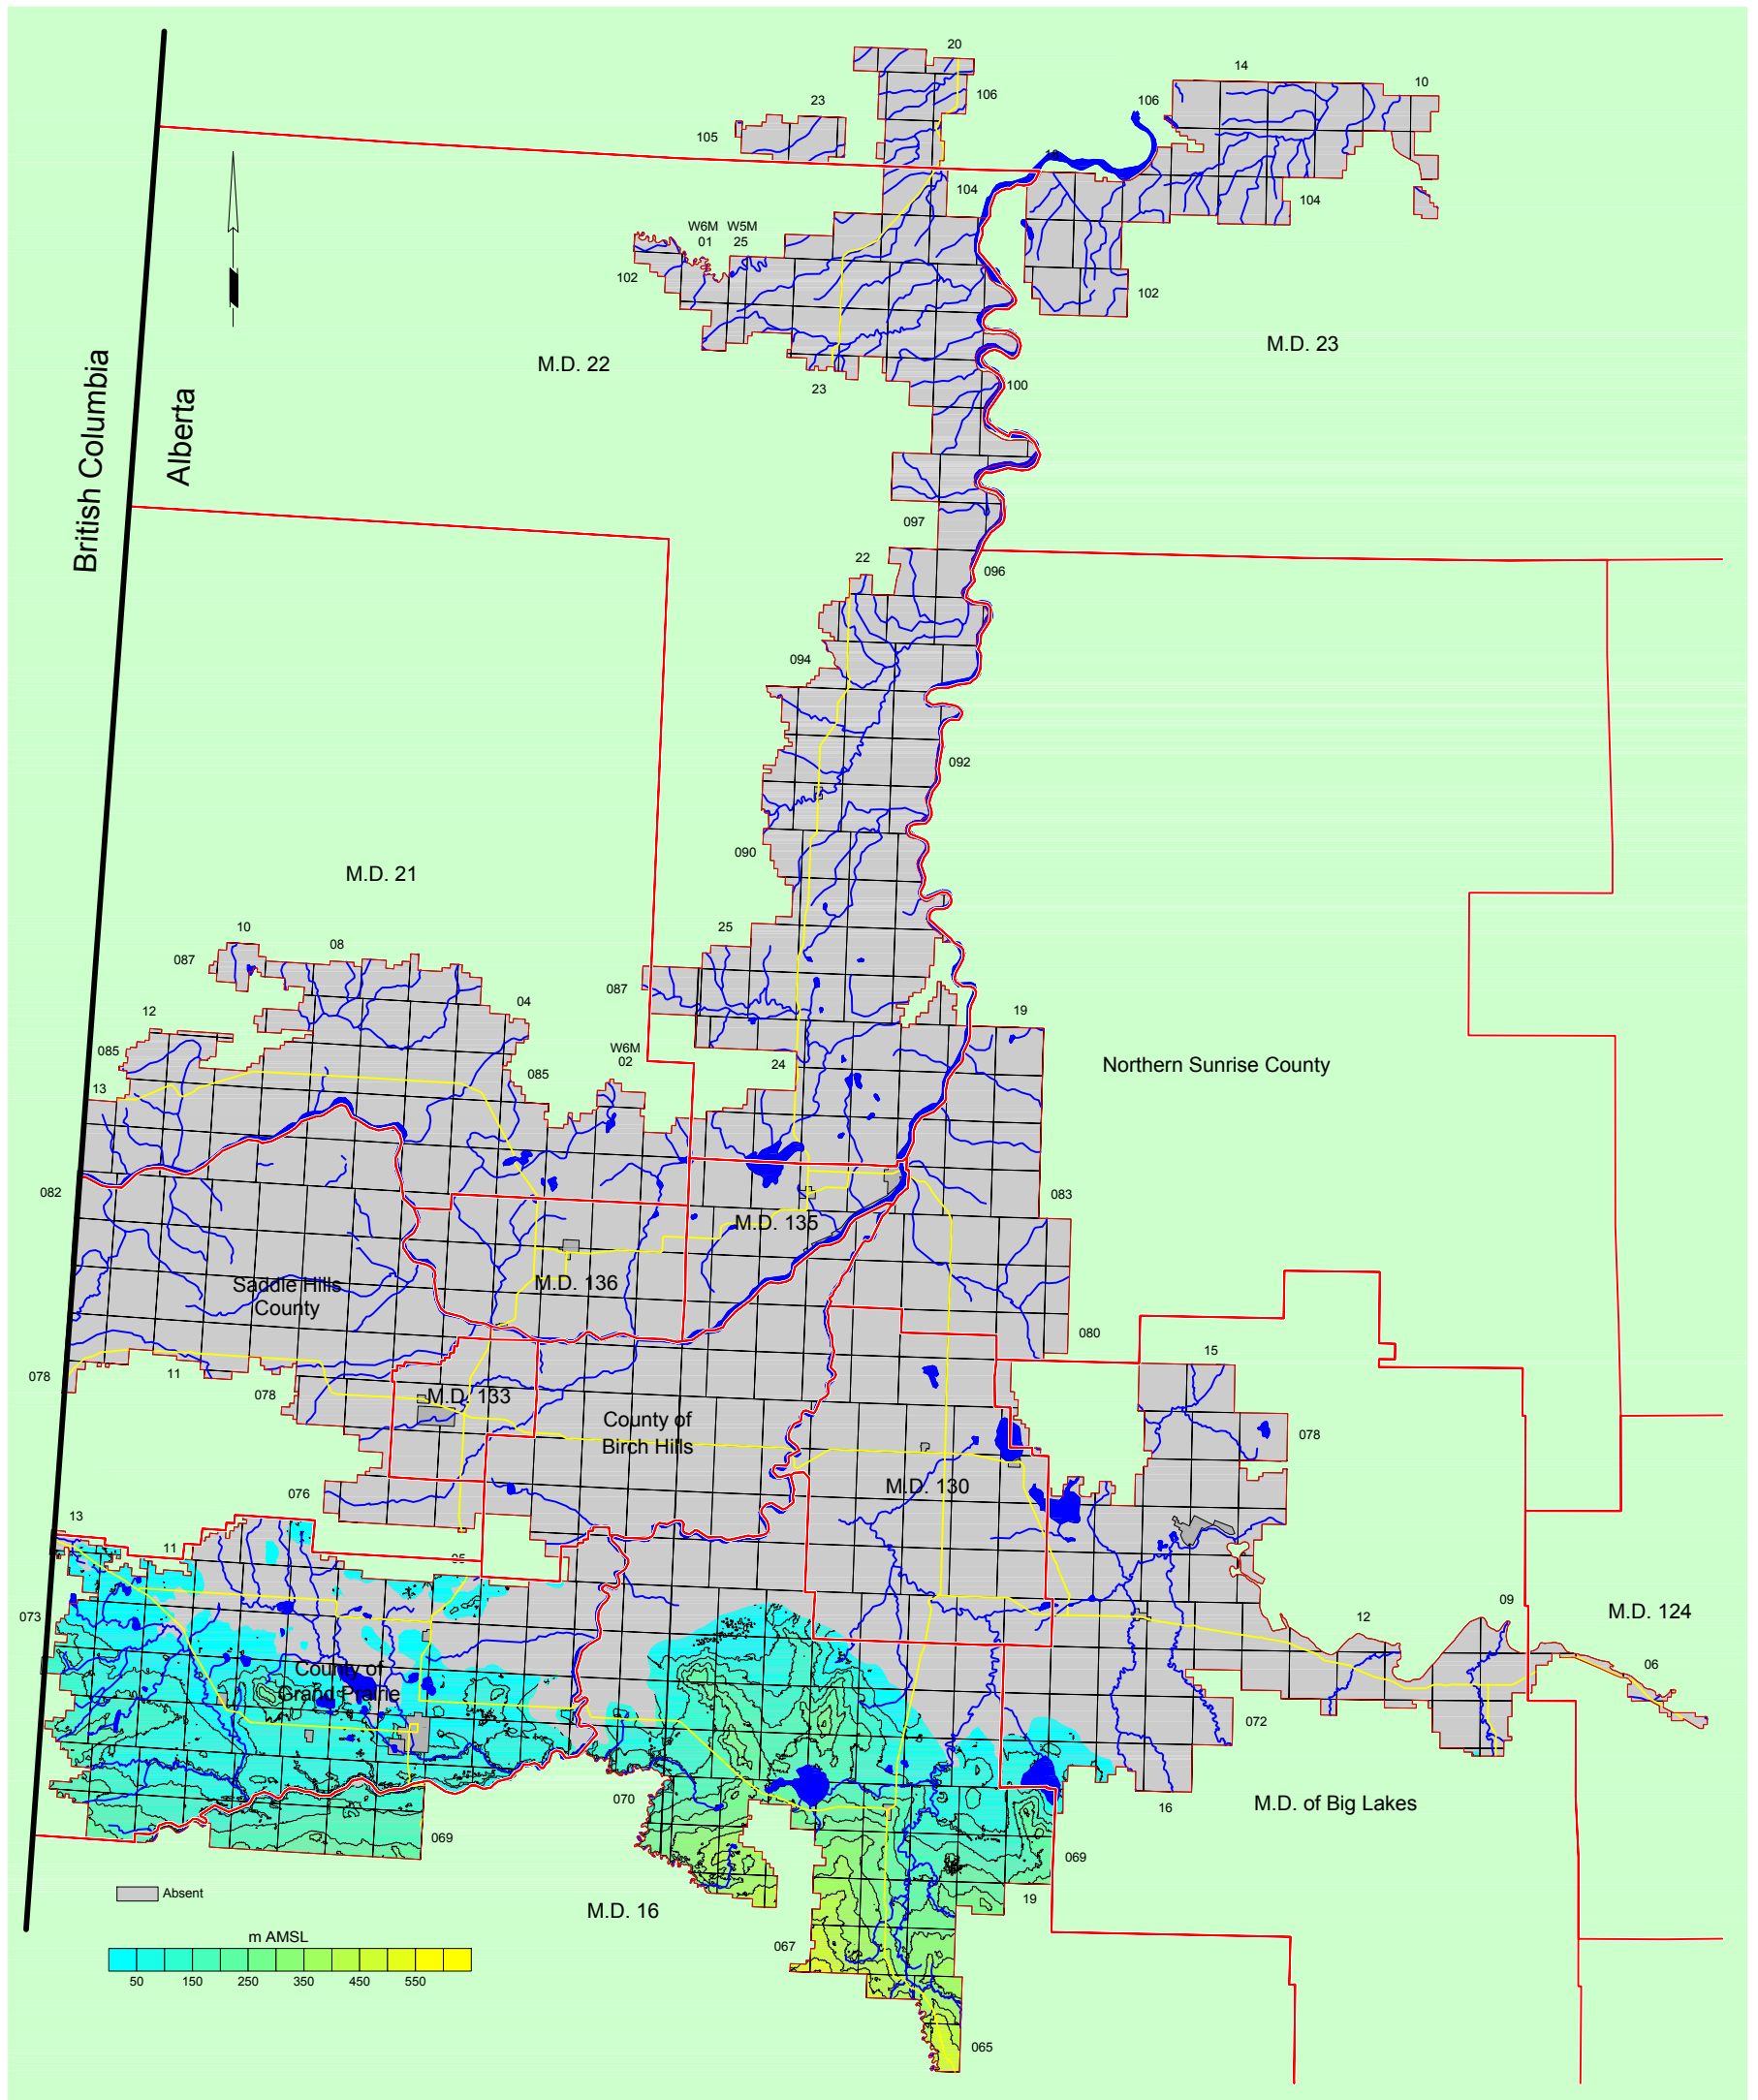 20
14
10
106
106
23
105
18
104
104
W6M W5M
01 25
102
102
M.D. 23
M.D. 22
23
100
British Columbia
Alberta
097
22
096
094
092
090
M.D. 21
10
08
25
087
087
04
12
19
085
W6M
02
Northern Sunrise County
24
13
085
082
083
M.D. 135
Saddle Hills
County
M.D. 136
080
15
11
078
078
M.D. 133
County of
Birch Hills
078
M.D. 130
076
13
11
05
073
12
09
M.D. 124
County of
Grand Prairie
06
072
070
16
M.D. of Big Lakes
069
069
Absent
19
M.D. 16
m AMSL
067
50 150 250 350 450 550
065